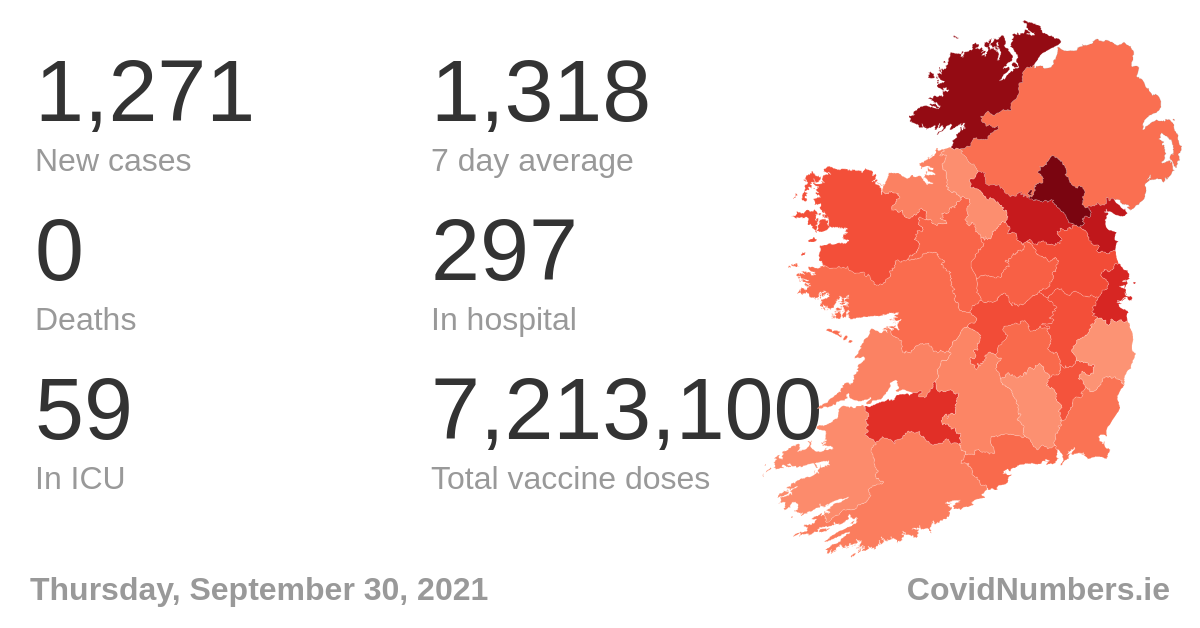 1,271 1,318
New cases 7 day average
0 297
Deaths In hospital
59 7,213,100
In ICU Total vaccine doses
Thursday, September 30, 2021 CovidNumbers.ie